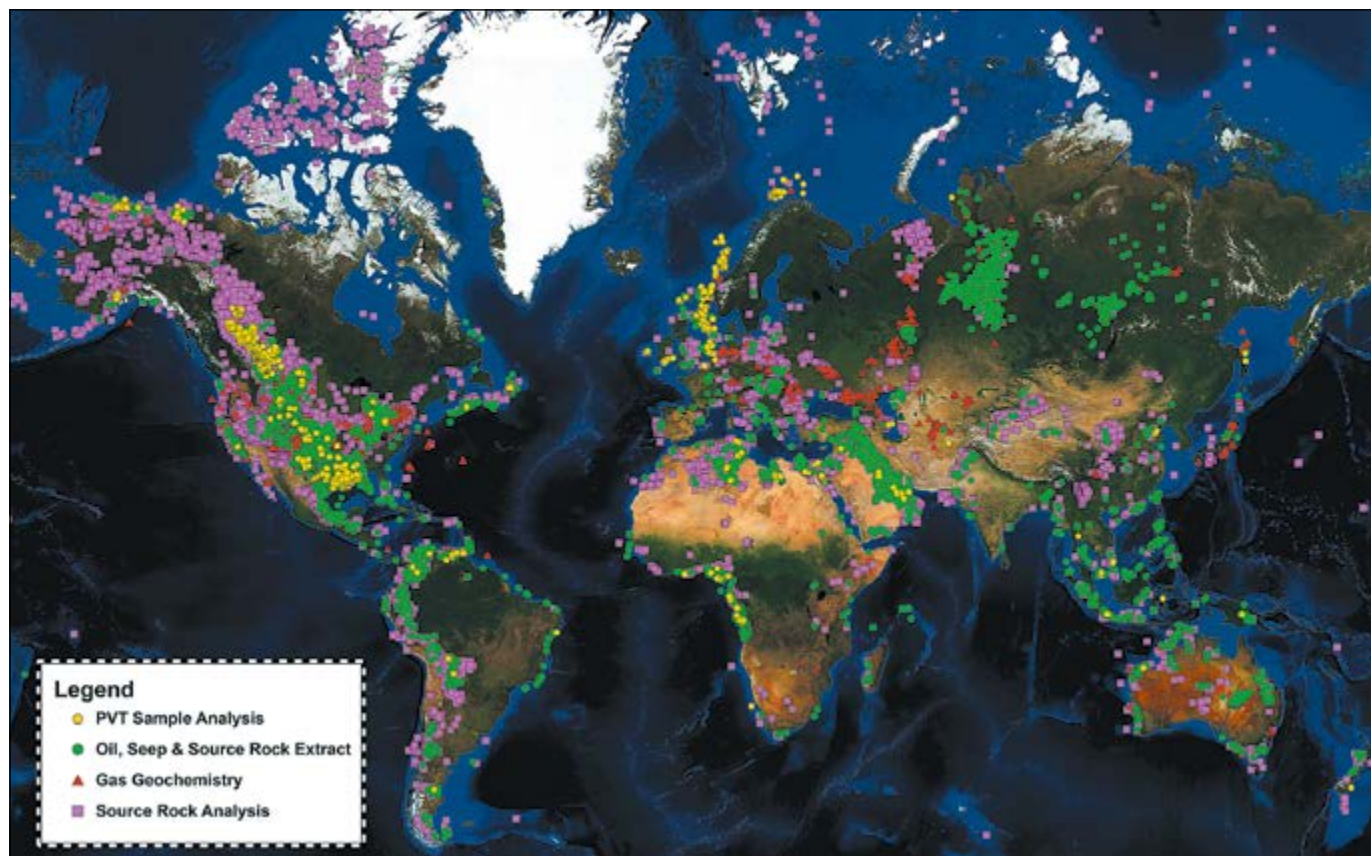 Legend
PVT Sample Analysis
Oil, Seep & Source Rock Extract
Gas Geochemistry
Source Rock Analysis